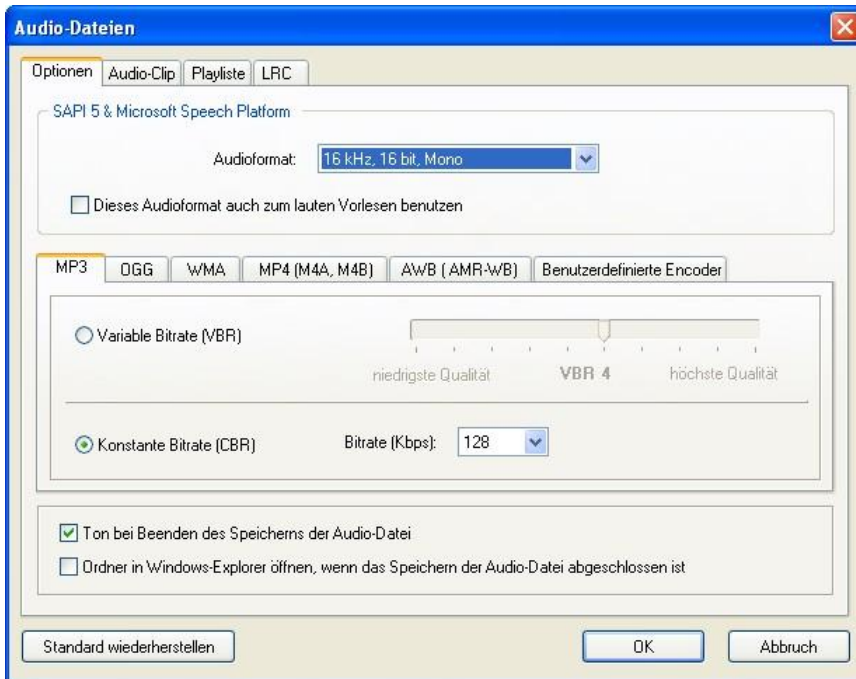 Audio-Dateien
Optionen Audio-Clip Playliste LRC
SAPI 5 & Microsoft Speech Platform
Audioformat: 16 kHz, 16 bit, Mono
Dieses Audioformat auch zum lauten Vorlesen benutzen
MP3 OGG WMA MP4 (M4A, M4B) AWB ( AMR-WB) Benutzerdefinierte Encoder
Variable Bitrate (VBR)
niedrigste Qualität VBR 4 höchste Qualität
Konstante Bitrate (CBR) Bitrate (Kbps): 128
Ton bei Beenden des Speicherns der Audio-Datei
Ordner in Windows-Explorer öffnen, wenn das Speichern der Audio-Datei abgeschlossen ist
Standard wiederherstellen OK Abbruch